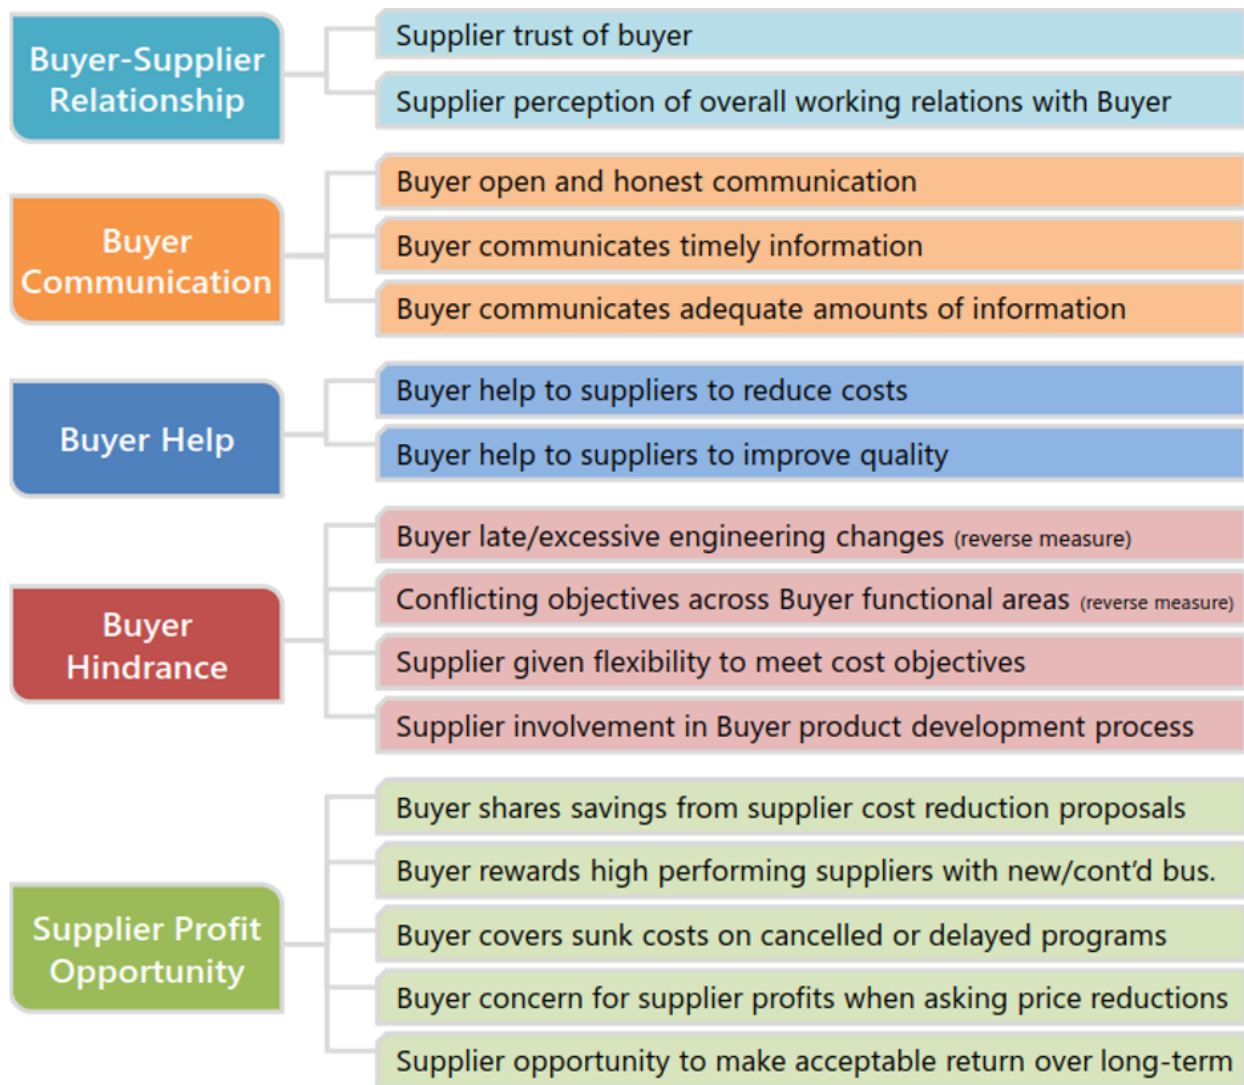 Buyer-Supplier
Relationship
Supplier trust of buyer
Supplier perception of overall working relations with Buyer
Buyer
Communication
Buyer open and honest communication
Buyer communicates timely information
Buyer communicates adequate amounts of information
Buyer Help
Buyer help to suppliers to reduce costs
Buyer help to suppliers to improve quality
Buyer
Hindrance
Buyer late/excessive engineering changes (reverse measure)
Conflicting objectives across Buyer functional areas (reverse measure)
Supplier given flexibility to meet cost objectives
Supplier involvement in Buyer product development process
Supplier Profit
Opportunity
Buyer shares savings from supplier cost reduction proposals
Buyer rewards high performing suppliers with new/cont’d bus.
Buyer covers sunk costs on cancelled or delayed programs
Buyer concern for supplier profits when asking price reductions
Supplier opportunity to make acceptable return over long-term